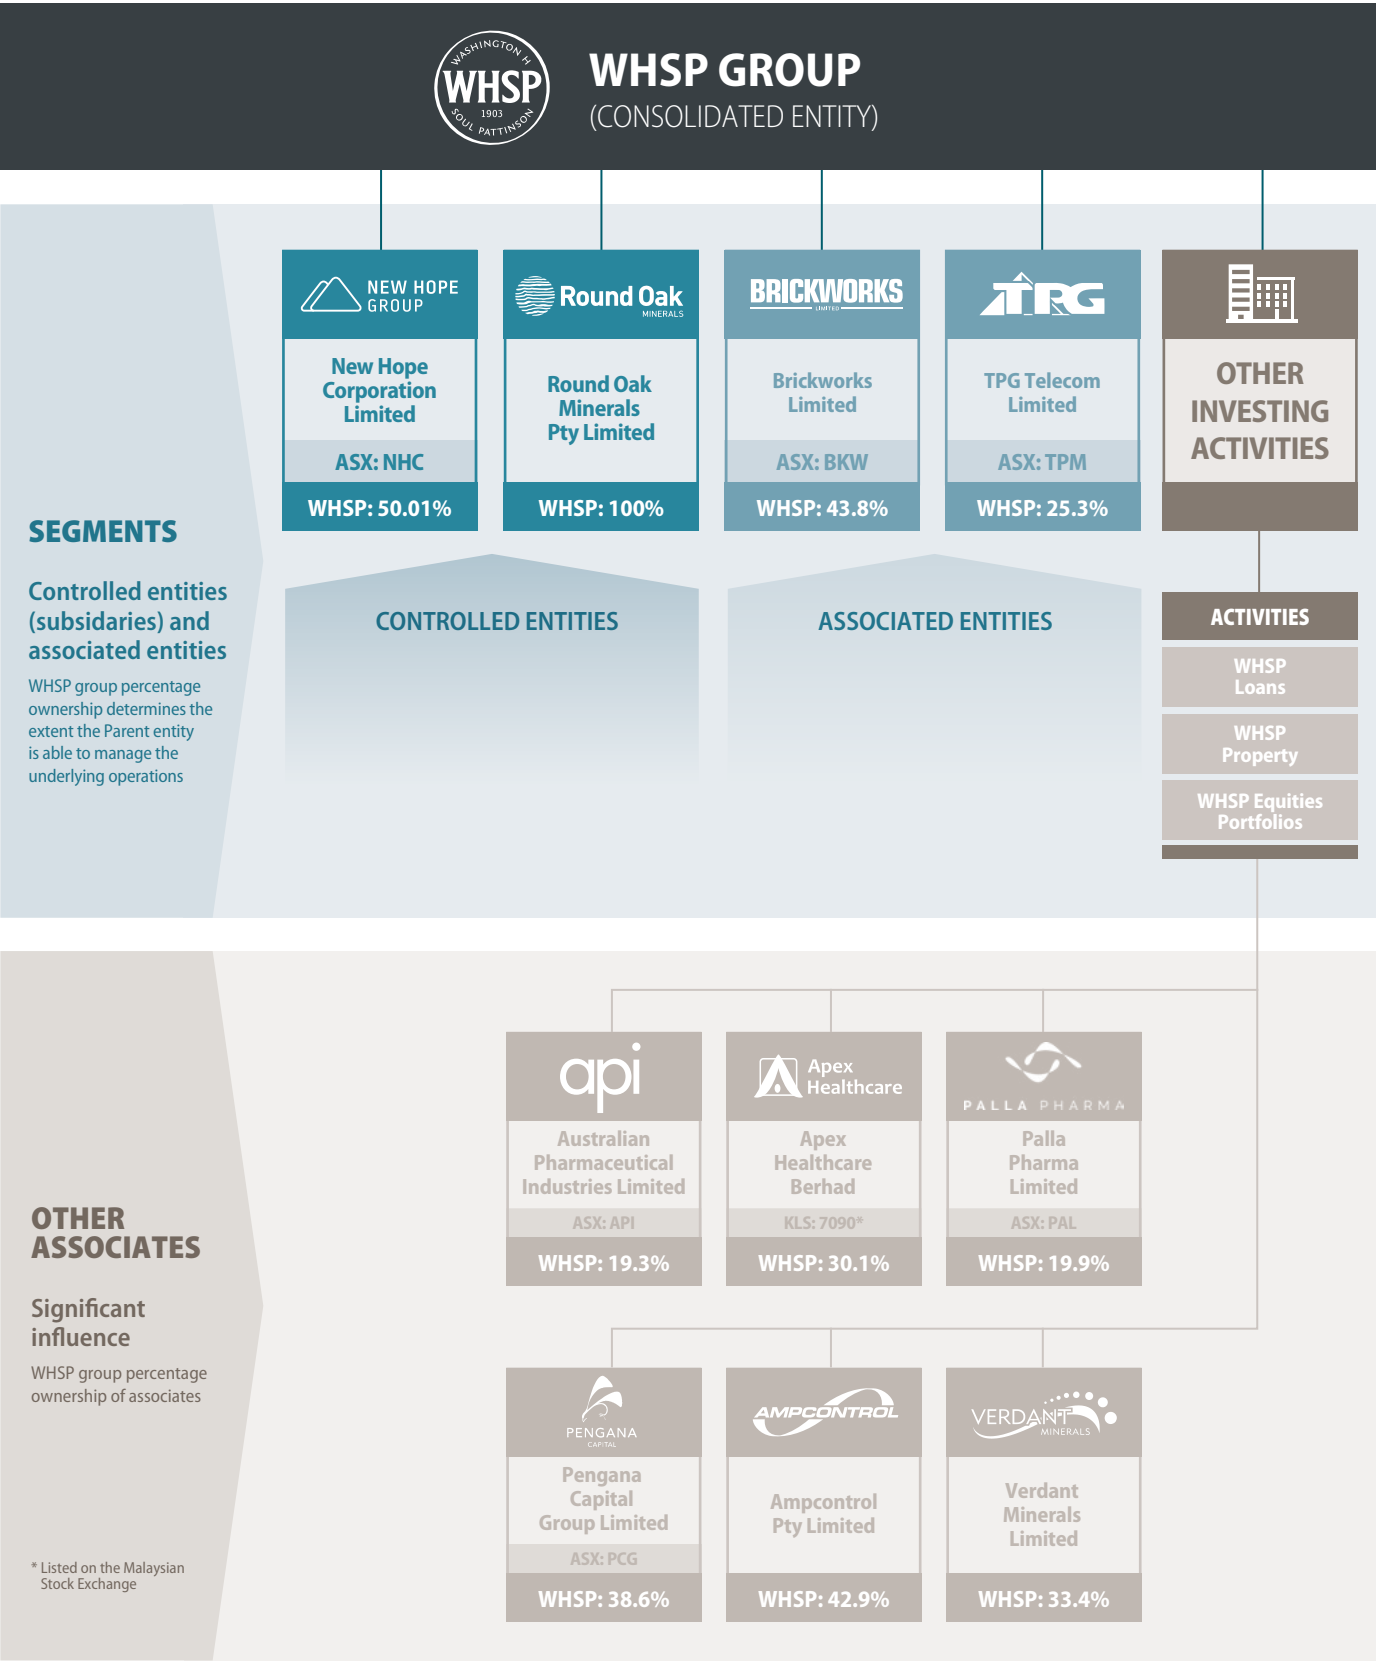 WASHINGTON H
WHSP
1903
SOUL PATTINSON
WHSP GROUP
(CONSOLIDATED ENTITY)
SEGMENTS
Controlled entities
(subsidaries) and
associated entities
WHSP group percentage
ownership determines the
extent the Parent entity
is able to manage the
underlying operations
NEW HOPE
GROUP
New Hope
Corporation
Limited
ASX: NHC
WHSP: 50.01%
Round Oak
MINERALS
Round Oak
Minerals
Pty Limited
WHSP: 100%
CONTROLLED ENTITIES
BRICKWORKS
LIMITED
Brickworks
Limited
ASX: BKW
WHSP: 43.8%
TPG
TPG Telecom
Limited
ASX: TPM
WHSP: 25.3%
ASSOCIATED ENTITIES
OTHER
INVESTING
ACTIVITIES
ACTIVITIES
WHSP
Loans
WHSP
Property
WHSP Equities
Portfolios
OTHER
ASSOCIATES
Significant
influence
WHSP group percentage
ownership of associates
* Listed on the Malaysian
Stock Exchange
api
Australian
Pharmaceutical
Industries Limited
ASX: API
WHSP: 19.3%
Apex
Healthcare
Apex
Healthcare
Berhad
KLS: 7090*
WHSP: 30.1%
PALLA PHARMA
Palla
Pharma
Limited
ASX: PAL
WHSP: 19.9%
PENGANA
CAPITAL
Pengana
Capital
Group Limited
ASX: PCG
WHSP: 38.6%
AMPCONTROL
Ampcontrol
Pty Limited
WHSP: 42.9%
VERDANT
MINERALS
Verdant
Minerals
Limited
WHSP: 33.4%